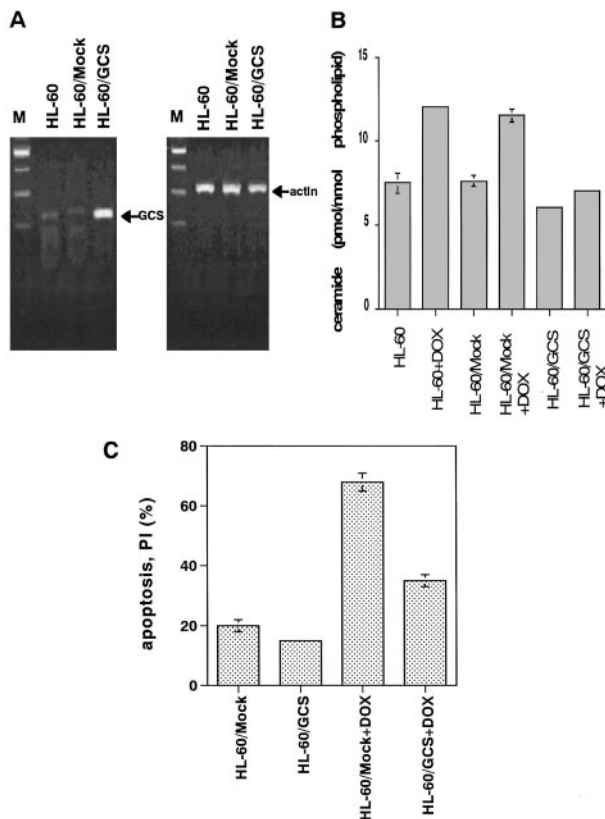 A
M
HL-60
HL-60/Mock
HL-60/GCS
GCS
M
HL-60
HL-60/Mock
HL-60/GCS
actin
B
ceramide (pmol/nmol phospholipid)
15
10
5
0
HL-60
HL-60+DOX
HL-60/Mock
HL-60/Mock
+DOX
HL-60/GCS
HL-60/GCS
+DOX
C
apoptosis, PI (%)
80
60
40
20
0
HL-60/Mock
HL-60/GCS
HL-60/Mock+DOX
HL-60/GCS+DOX